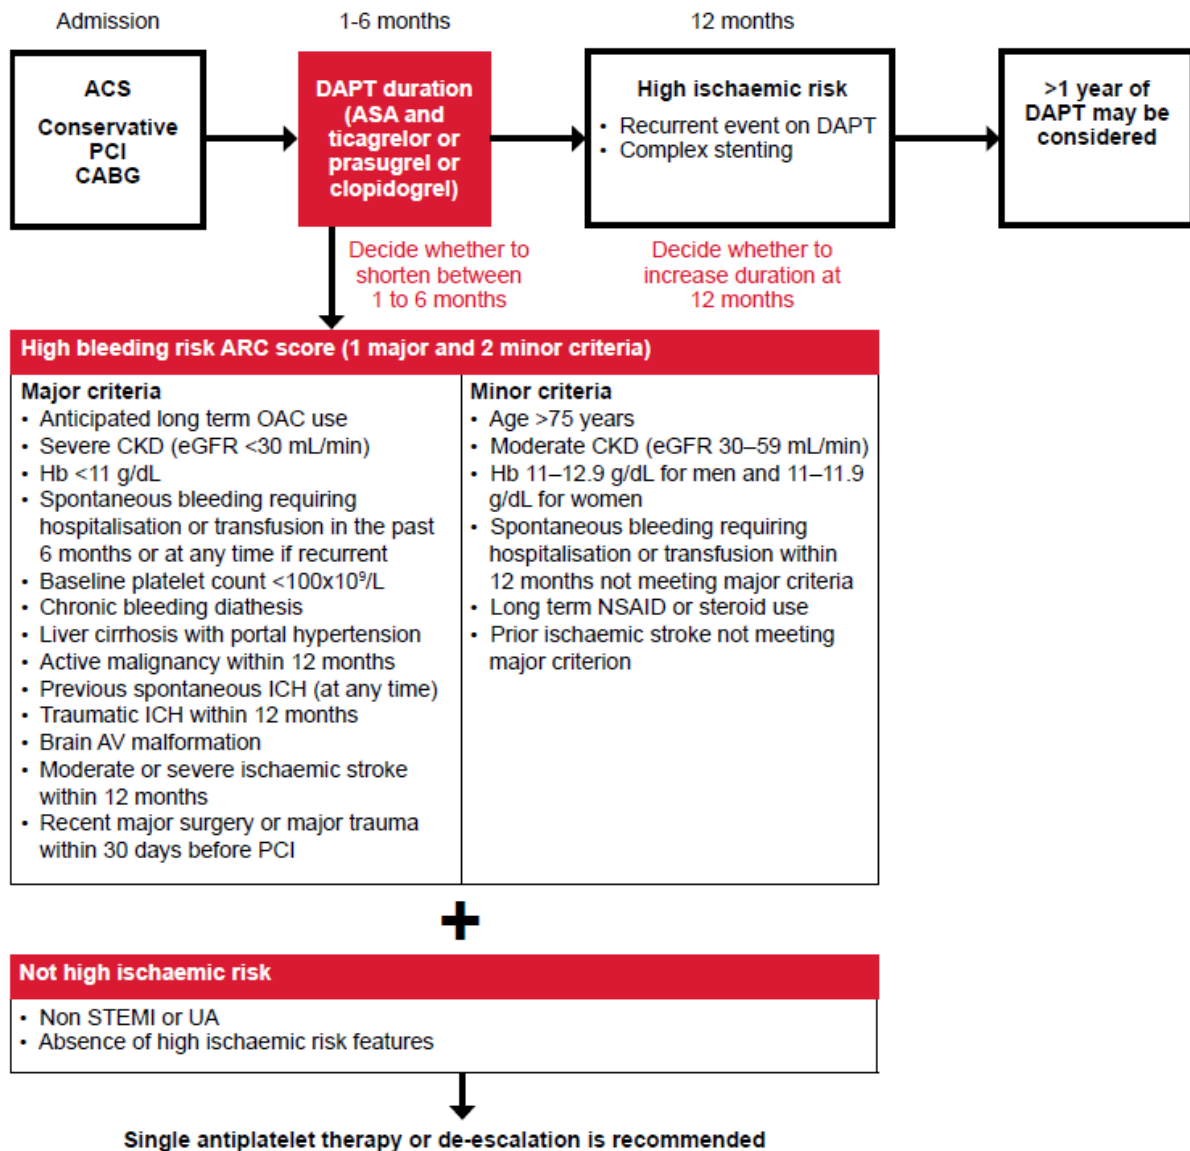 Admission
1-6 months
12 months
ACS
Conservative
PCI
CABG
DAPT duration
(ASA and
ticagrelor or
prasugrel or
clopidogrel)
High ischaemic risk
• Recurrent event on DAPT
• Complex stenting
>1 year of
DAPT may be
considered
Decide whether to
shorten between
1 to 6 months
Decide whether to
increase duration at
12 months
High bleeding risk ARC score (1 major and 2 minor criteria)
Major criteria
• Anticipated long term OAC use
• Severe CKD (eGFR <30 mL/min)
• Hb <11 g/dL
• Spontaneous bleeding requiring
hospitalisation or transfusion in the past
6 months or at any time if recurrent
• Baseline platelet count <100x10⁹/L
• Chronic bleeding diathesis
• Liver cirrhosis with portal hypertension
• Active malignancy within 12 months
• Previous spontaneous ICH (at any time)
• Traumatic ICH within 12 months
• Brain AV malformation
• Moderate or severe ischaemic stroke
within 12 months
• Recent major surgery or major trauma
within 30 days before PCI
Minor criteria
• Age >75 years
• Moderate CKD (eGFR 30–59 mL/min)
• Hb 11–12.9 g/dL for men and 11–11.9
g/dL for women
• Spontaneous bleeding requiring
hospitalisation or transfusion within
12 months not meeting major criteria
• Long term NSAID or steroid use
• Prior ischaemic stroke not meeting
major criterion
+
Not high ischaemic risk
• Non STEMI or UA
• Absence of high ischaemic risk features
Single antiplatelet therapy or de-escalation is recommended